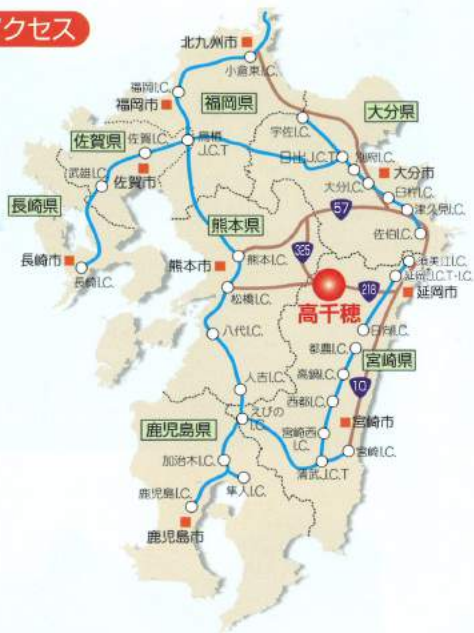 アクセス
北九州市
小倉東I.C.
福岡I.C.
福岡市
福岡県
大分県
佐賀県
佐賀I.C.
鳥栖
J.C.T
宇佐I.C.
日出J.C.T
別府I.C.
武雄I.C.
佐賀市
大分市
大分I.C.
臼杵I.C.
津久見I.C.
長崎県
熊本県
57
佐伯I.C.
長崎市
長崎I.C.
熊本市
熊本I.C.
325
須美江I.C.
延岡J.C.T・I.C.
松橋I.C.
218
延岡市
高千穂
八代I.C.
日向I.C.
都農I.C.
宮崎県
人吉I.C.
高鍋I.C.
10
西都I.C.
えびの
I.C.
鹿児島県
宮崎市
宮崎西
I.C.
宮崎I.C.
加治木I.C.
清武J.C.T
鹿児島I.C.
隼人I.C.
鹿児島市